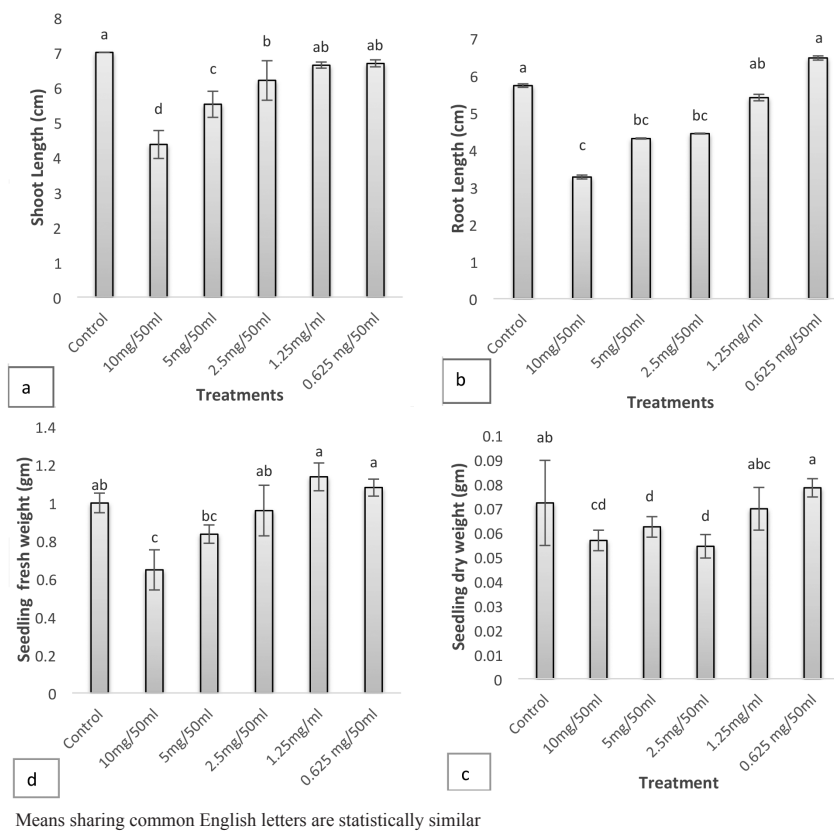 8
7
6
5
4
3
2
1
0
Shoot Length (cm)
a
d
c
b
ab
ab
Control
10mg/50ml
5mg/50ml
2.5mg/50ml
1.25mg/ml
0.625 mg/50ml
Treatments
a
7
6
5
4
3
2
1
0
Root Length (cm)
a
c
bc
bc
ab
a
Control
10mg/50ml
5mg/50ml
2.5mg/50ml
1.25mg/ml
0.625 mg/50ml
Treatments
b
1.4
1.2
1
0.8
0.6
0.4
0.2
0
Seedling fresh weight (gm)
ab
c
bc
ab
a
a
Control
10mg/50ml
5mg/50ml
2.5mg/50ml
1.25mg/ml
0.625 mg/50ml
d
0.1
0.09
0.08
0.07
0.06
0.05
0.04
0.03
0.02
0.01
0
Seedling dry weight (gm)
ab
cd
d
d
abc
a
Control
10mg/50ml
5mg/50ml
2.5mg/50ml
1.25mg/ml
0.625 mg/50ml
Treatment
c
Means sharing common English letters are statistically similar